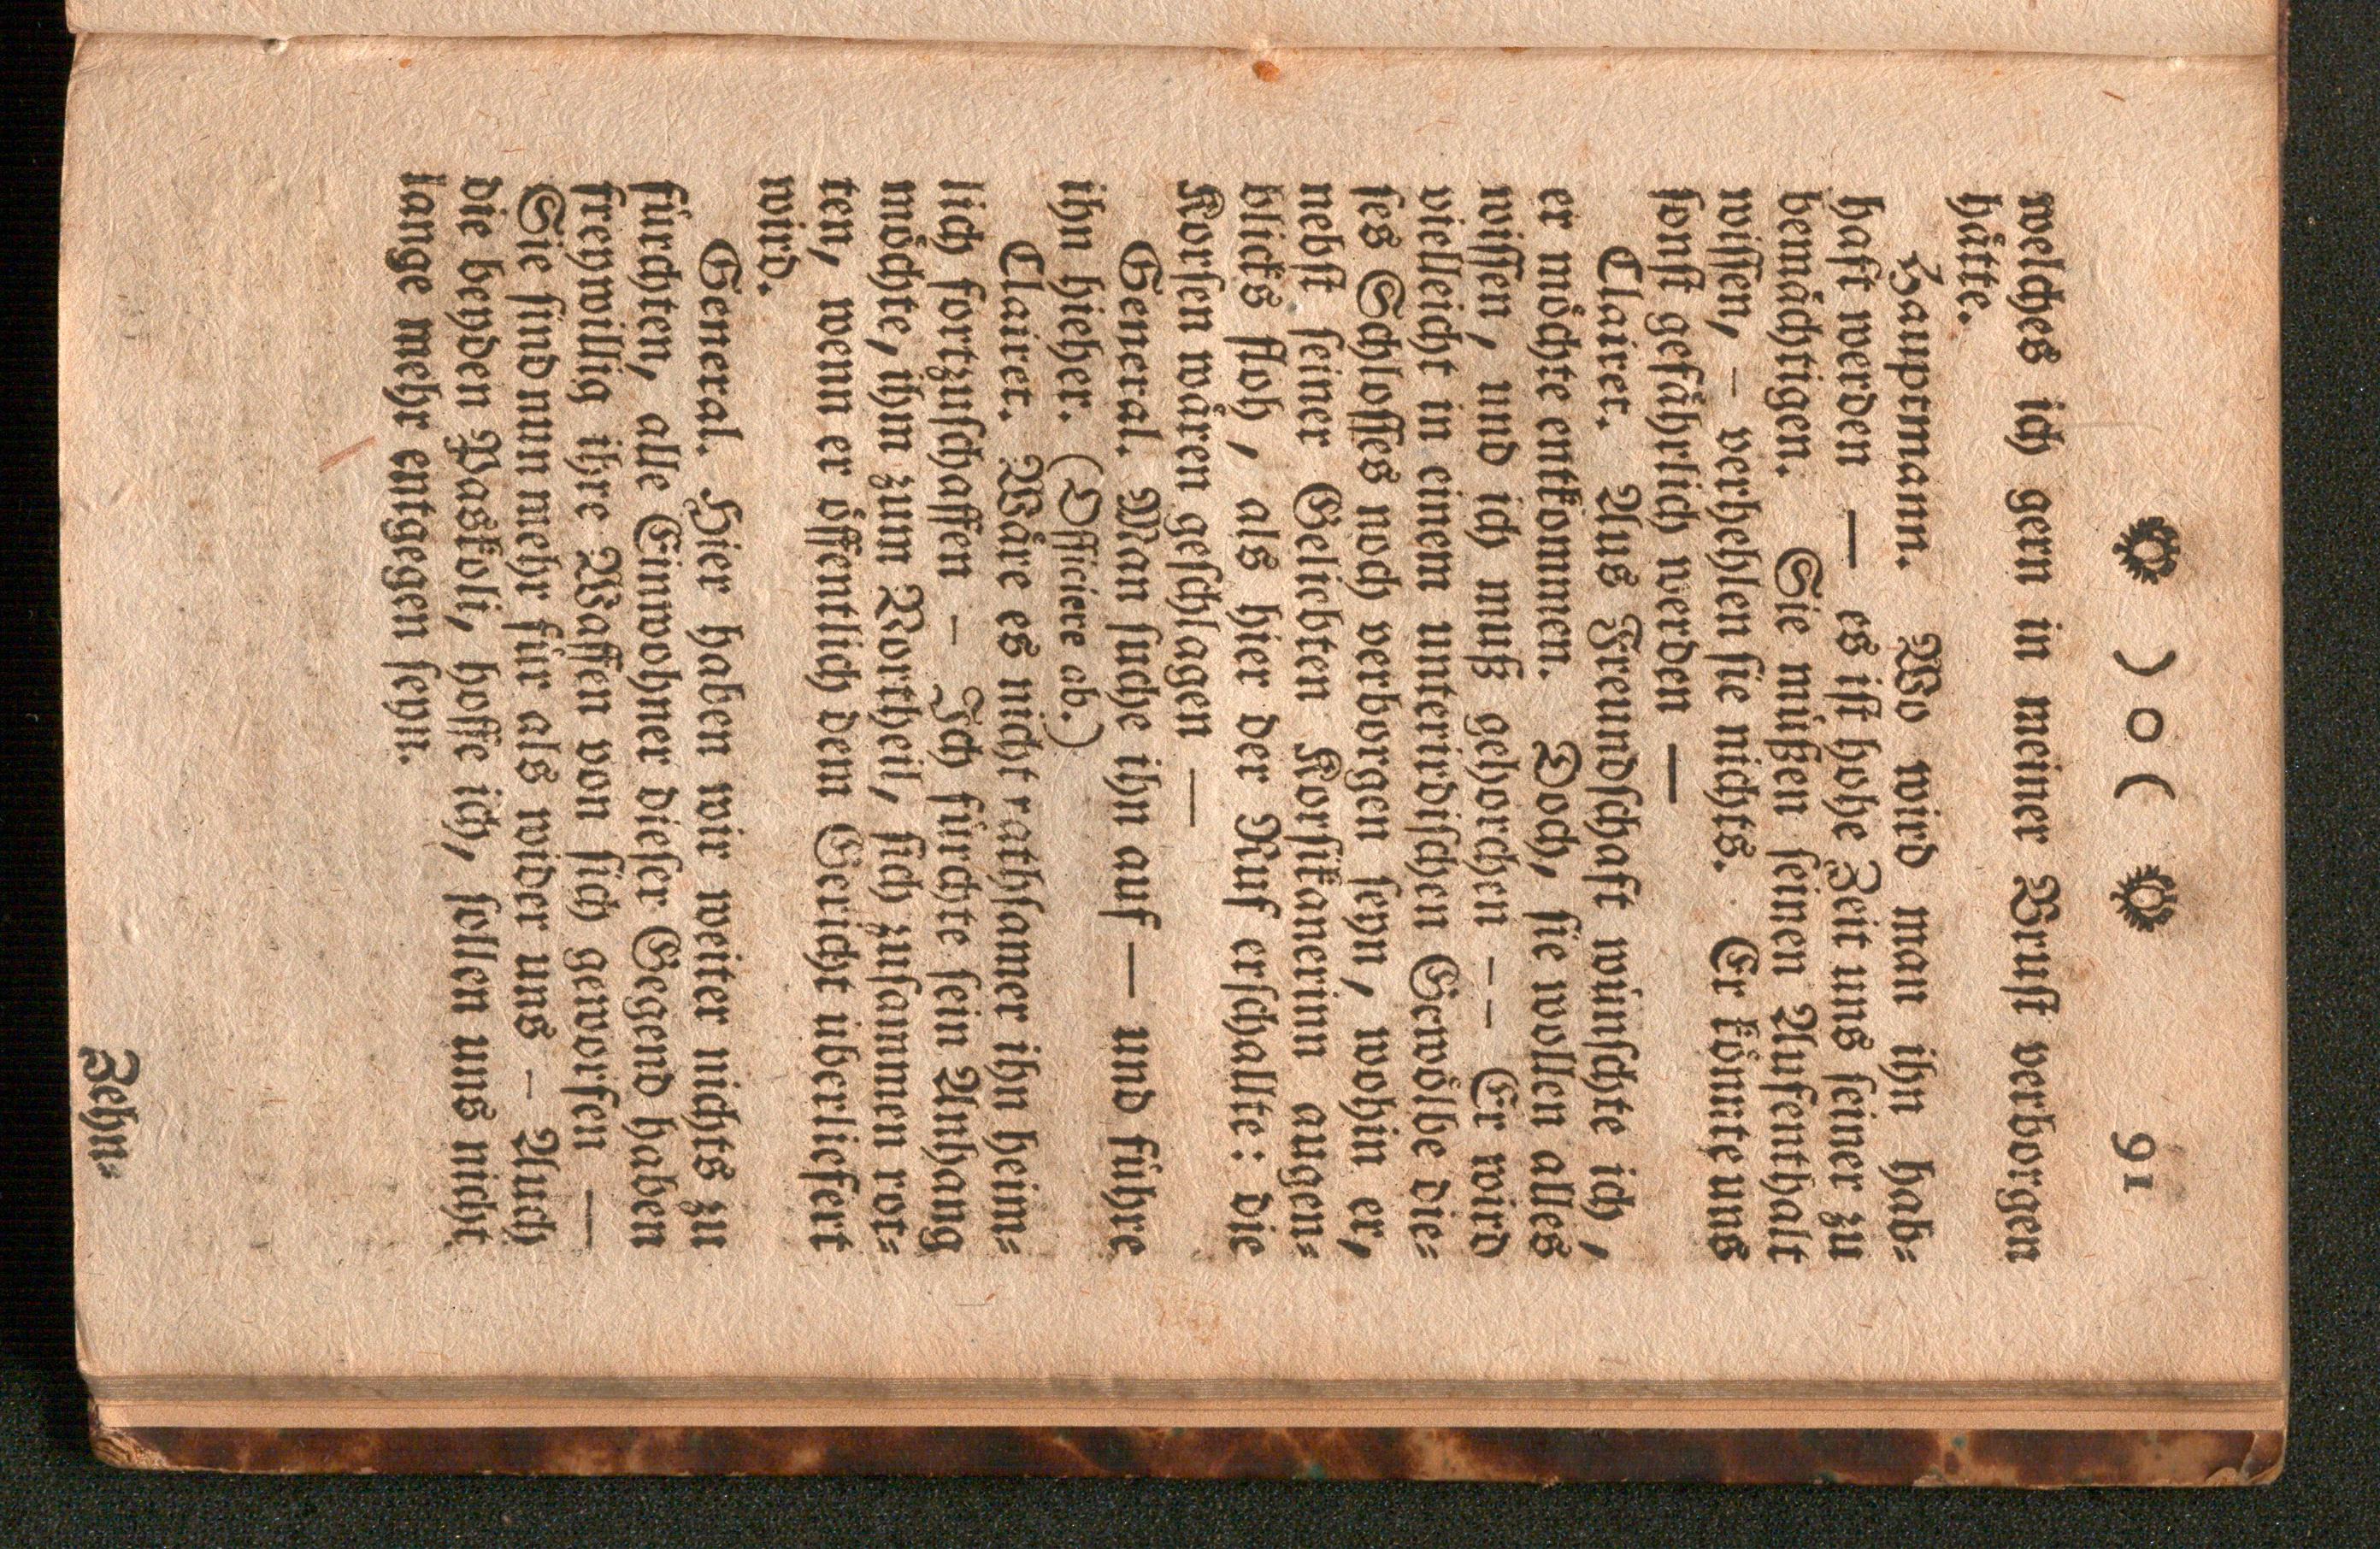 ❁ ) o ( ❁ 91
welches ich gern in meiner Bruſt verborgen
hätte.
Hauptmann. Wo wird man ihn hab⸗
haft werden — es iſt hohe Zeit uns ſeiner zu
bemächtigen. Sie müßen ſeinen Aufenthalt
wiſſen, – verhehlen ſie nichts. Er könnte uns
ſonſt gefährlich werden —
Clairet. Aus Freundſchaft wünſchte ich,
er möchte entkommen. Doch, ſie wollen alles
wiſſen, und ich muß gehorchen – – Er wird
vielleicht in einem unterirdiſchen Gewölbe die⸗
ſes Schloſſes noch verborgen ſeyn, wohin er,
nebſt ſeiner Geliebten Korſikanerinn augen⸗
blicks floh, als hier der Ruf erſchallte: die
Korſen wären geſchlagen —
General. Man ſuche ihn auf — und führe
ihn hieher. (Officiere ab.)
Clairet. Wäre es nicht rathſamer ihn heim⸗
lich fortzuſchaffen – Ich fürchte ſein Anhang
möchte, ihm zum Vortheil, ſich zuſammen rot⸗
ten, wenn er öffentlich dem Gericht überliefert
wird.
General. Hier haben wir weiter nichts zu
fürchten, alle Einwohner dieſer Gegend haben
freywillig ihre Waffen von ſich geworfen —
Sie ſind nun mehr für als wider uns – Auch
die beyden Paſkoli, hoffe ich, ſollen uns nicht
lange mehr entgegen ſeyn.
Zehn⸗